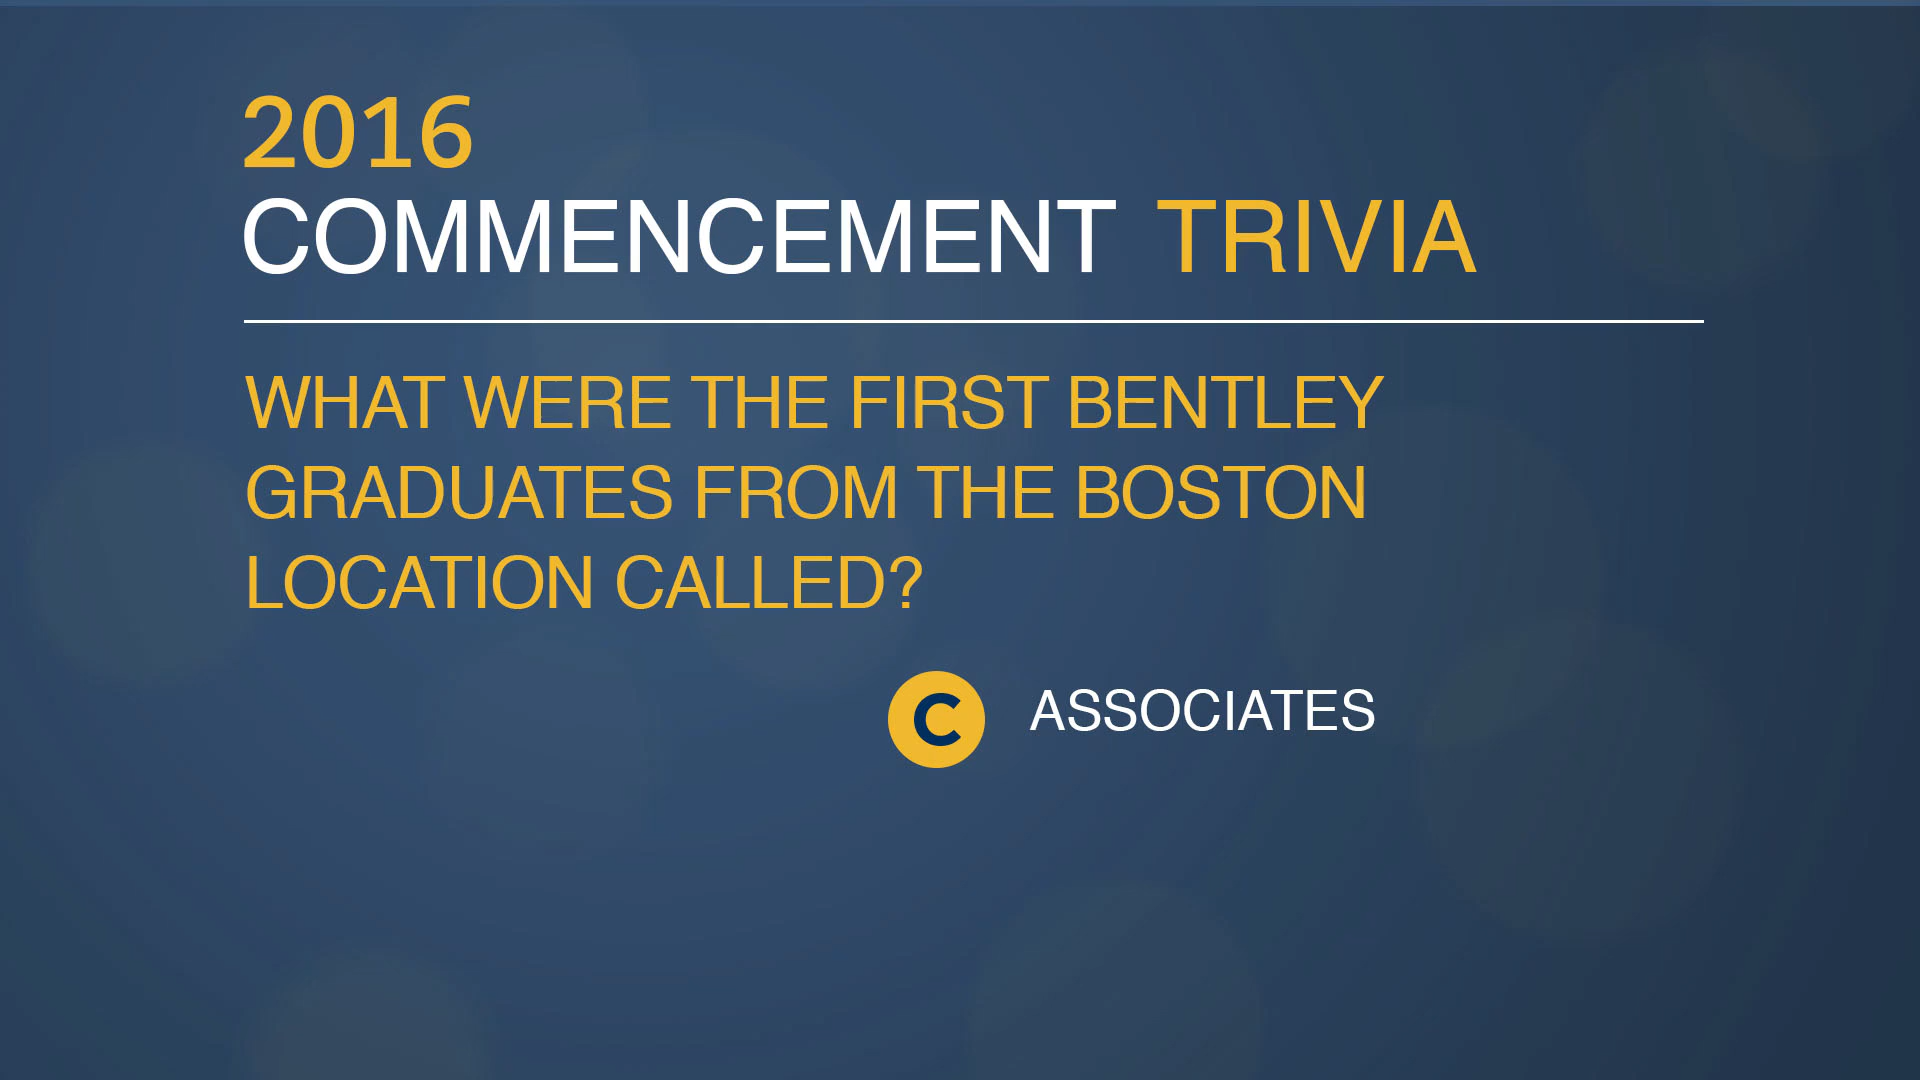 2016
COMMENCEMENT TRIVIA
WHAT WERE THE FIRST BENTLEY
GRADUATES FROM THE BOSTON
LOCATION CALLED?
C ASSOCIATES